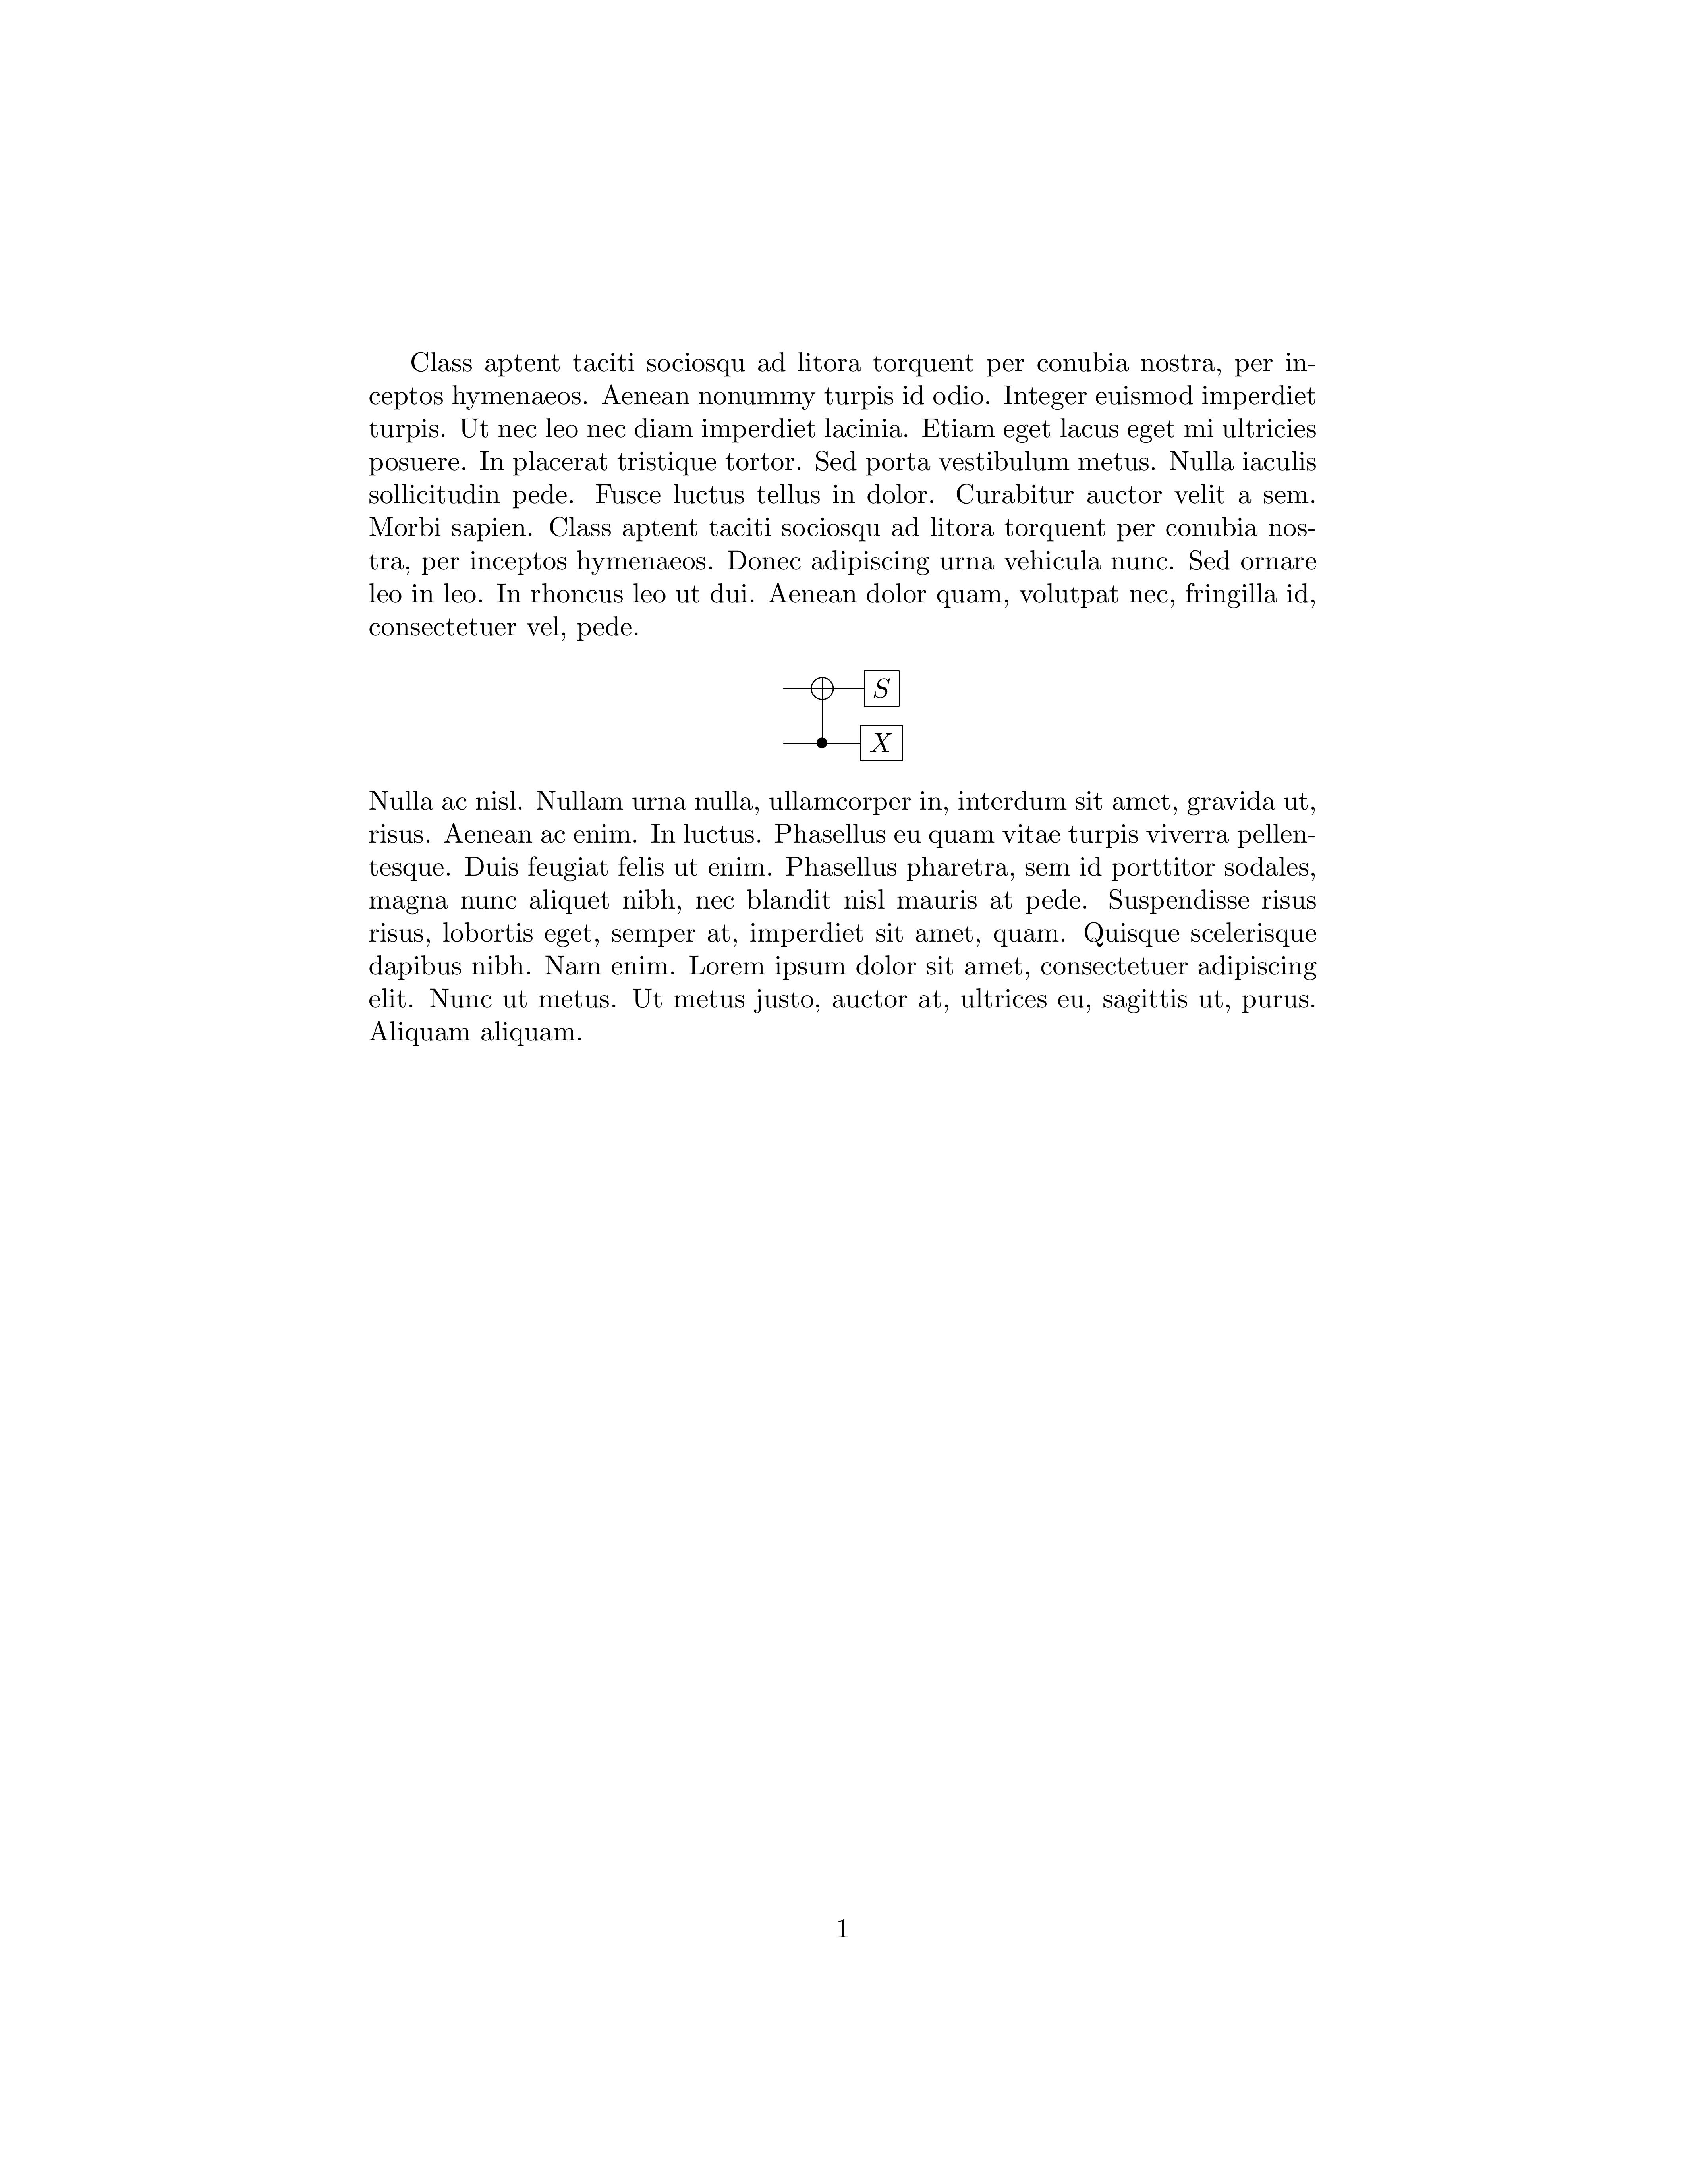 Class aptent taciti sociosqu ad litora torquent per conubia nostra, per in-
ceptos hymenaeos. Aenean nonummy turpis id odio. Integer euismod imperdiet
turpis. Ut nec leo nec diam imperdiet lacinia. Etiam eget lacus eget mi ultricies
posuere. In placerat tristique tortor. Sed porta vestibulum metus. Nulla iaculis
sollicitudin pede. Fusce luctus tellus in dolor. Curabitur auctor velit a sem.
Morbi sapien. Class aptent taciti sociosqu ad litora torquent per conubia nos-
tra, per inceptos hymenaeos. Donec adipiscing urna vehicula nunc. Sed ornare
leo in leo. In rhoncus leo ut dui. Aenean dolor quam, volutpat nec, fringilla id,
consectetuer vel, pede.
S
X
Nulla ac nisl. Nullam urna nulla, ullamcorper in, interdum sit amet, gravida ut,
risus. Aenean ac enim. In luctus. Phasellus eu quam vitae turpis viverra pellen-
tesque. Duis feugiat felis ut enim. Phasellus pharetra, sem id porttitor sodales,
magna nunc aliquet nibh, nec blandit nisl mauris at pede. Suspendisse risus
risus, lobortis eget, semper at, imperdiet sit amet, quam. Quisque scelerisque
dapibus nibh. Nam enim. Lorem ipsum dolor sit amet, consectetuer adipiscing
elit. Nunc ut metus. Ut metus justo, auctor at, ultrices eu, sagittis ut, purus.
Aliquam aliquam.
1